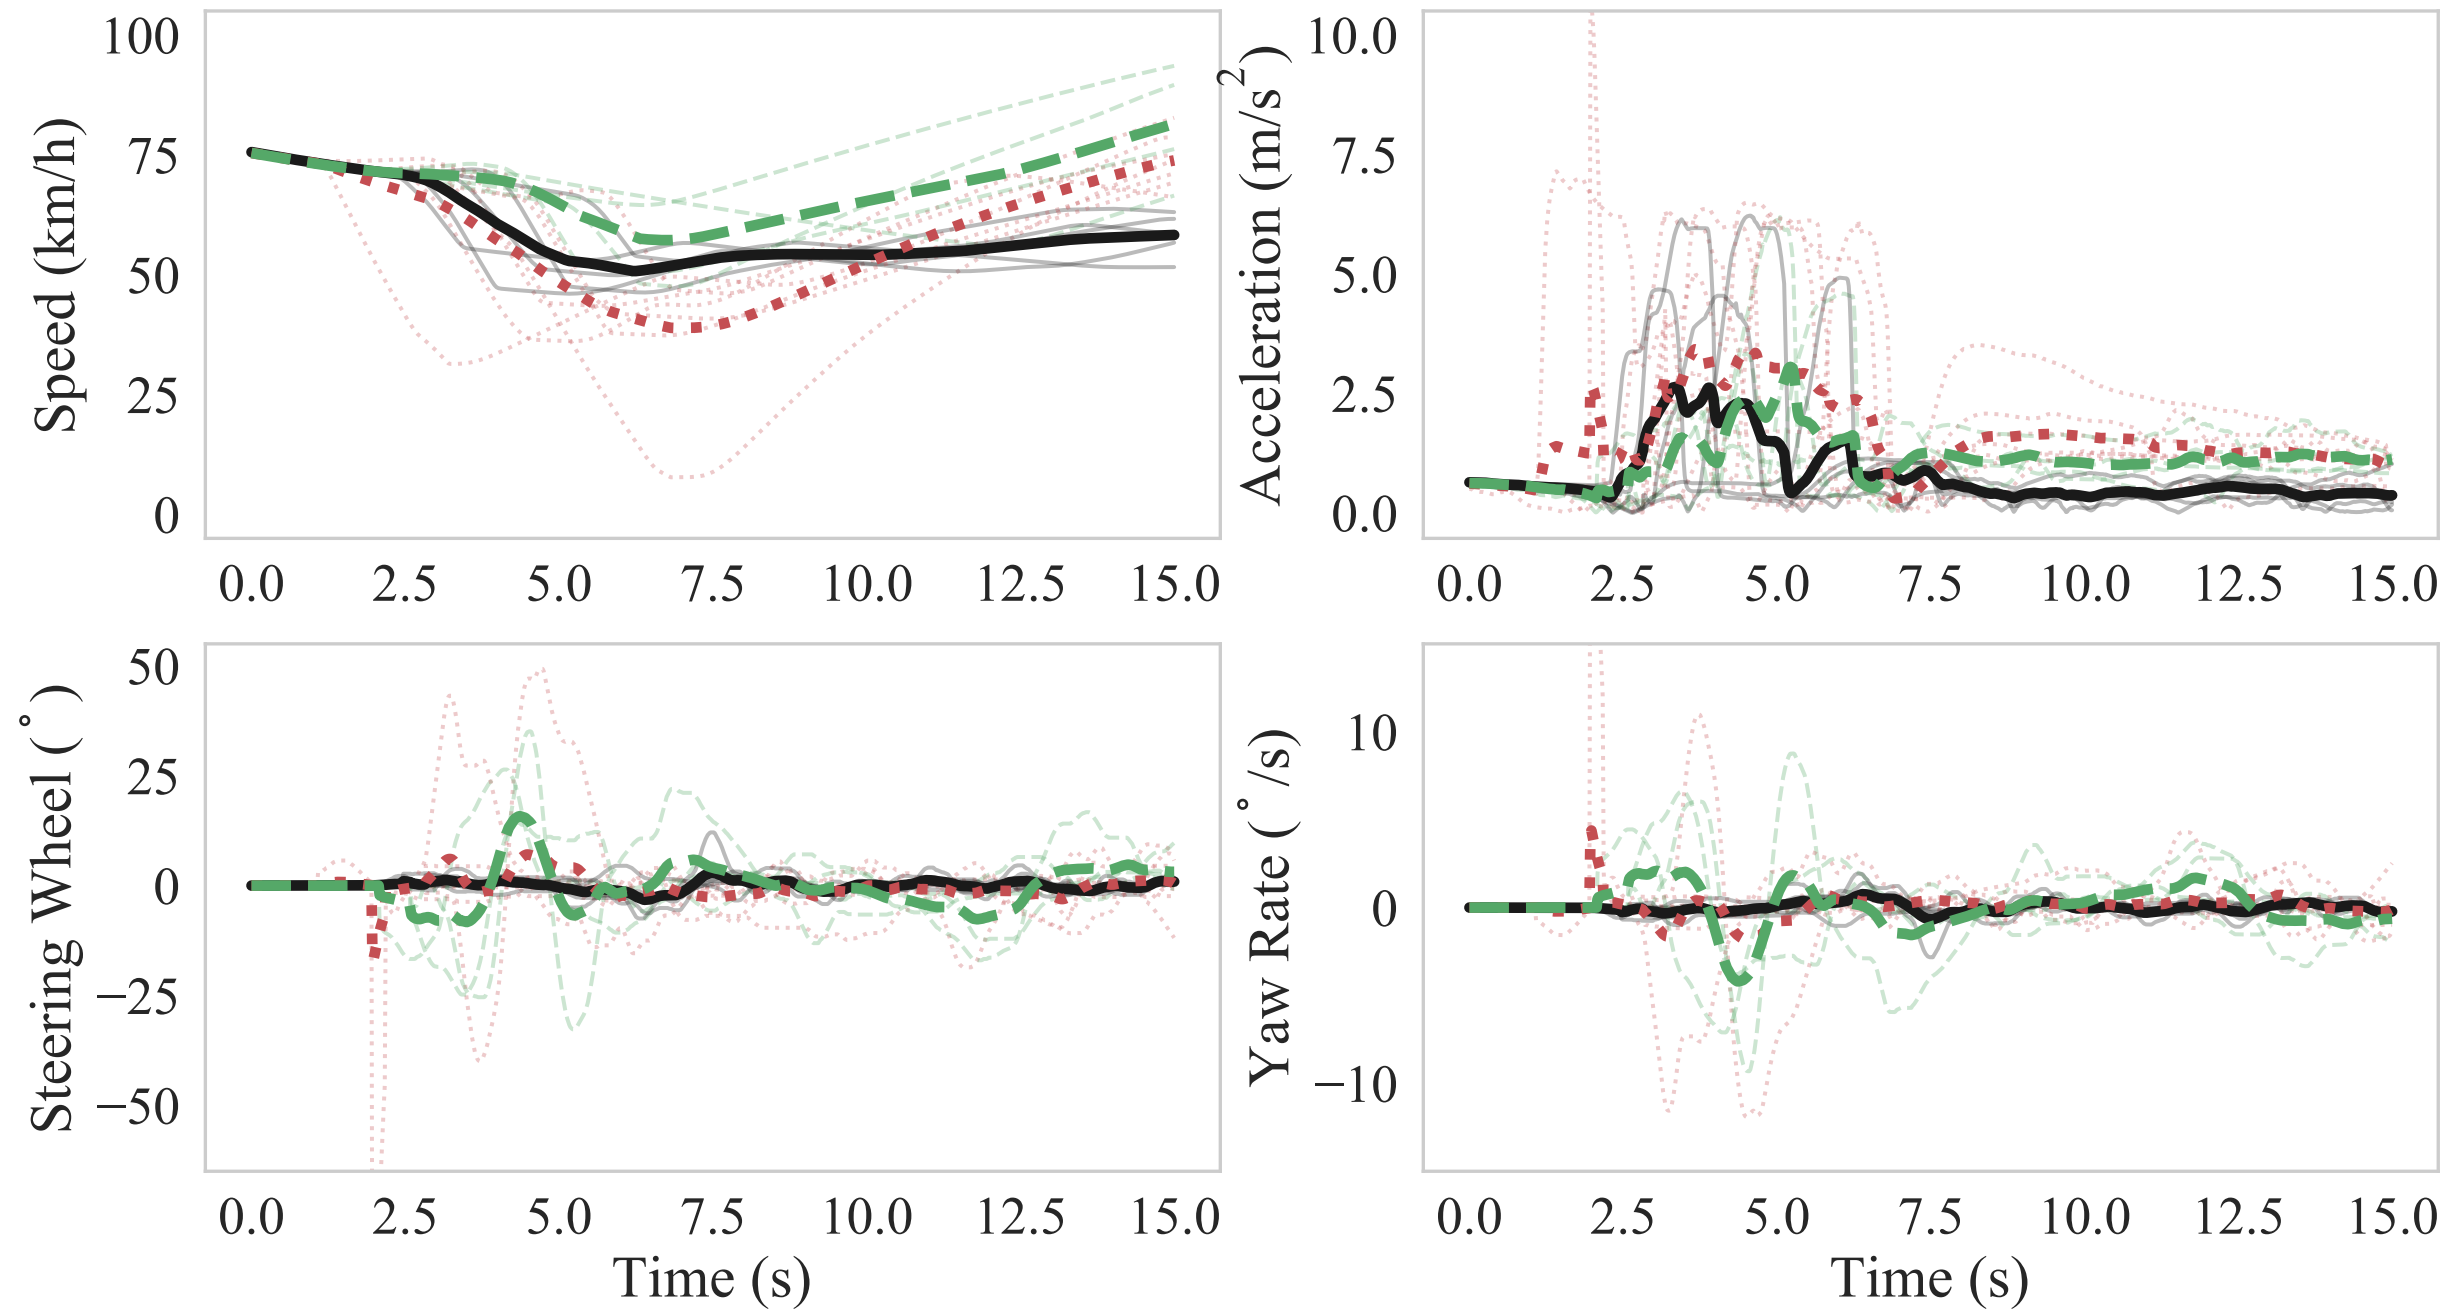 Speed (km/h)
100
75
50
25
0
0.0 2.5 5.0 7.5 10.0 12.5 15.0
Acceleration (m/s²)
10.0
7.5
5.0
2.5
0.0
0.0 2.5 5.0 7.5 10.0 12.5 15.0
Steering Wheel (°)
50
25
0
−25
−50
0.0 2.5 5.0 7.5 10.0 12.5 15.0
Time (s)
Yaw Rate (°/s)
10
0
−10
0.0 2.5 5.0 7.5 10.0 12.5 15.0
Time (s)